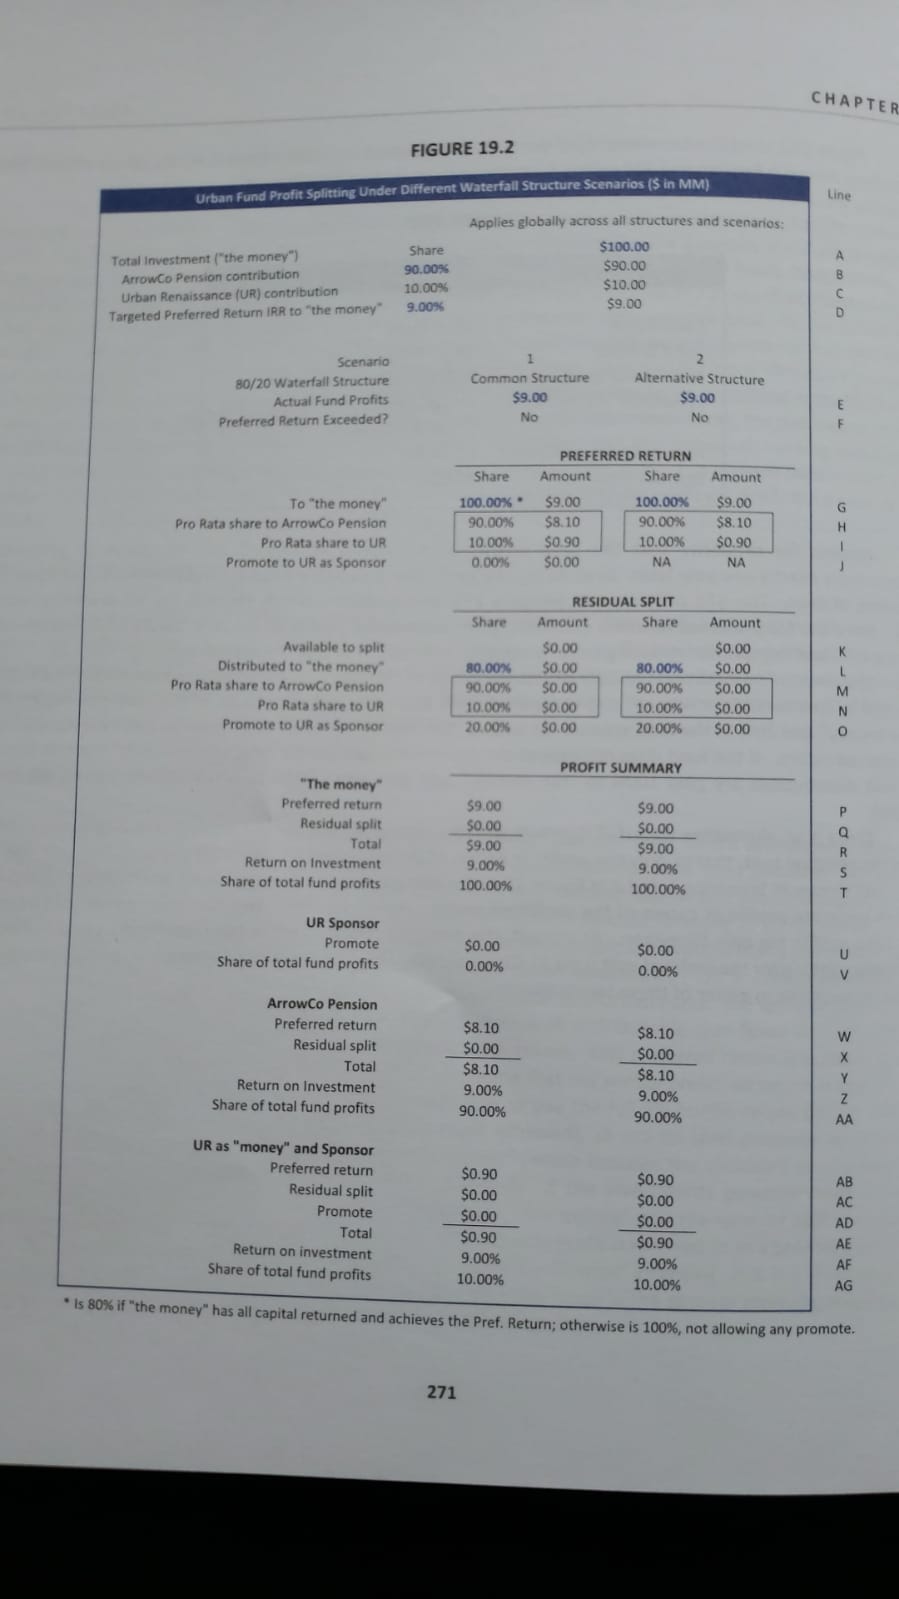 CHAPTER
FIGURE 19.2
Urban Fund Profit Splitting Under Different Waterfall Structure Scenarios ($ in MM)
Line
Applies globally across all structures and scenarios:
Share
Total Investment ("the money") $100.00 A
ArrowCo Pension contribution 90.00% $90.00 B
Urban Renaissance (UR) contribution 10.00% $10.00 C
Targeted Preferred Return IRR to "the money" 9.00% $9.00 D
Scenario 1 2
80/20 Waterfall Structure Common Structure Alternative Structure
Actual Fund Profits $9.00 $9.00 E
Preferred Return Exceeded? No No F
PREFERRED RETURN
Share Amount Share Amount
To "the money" 100.00% * $9.00 100.00% $9.00 G
Pro Rata share to ArrowCo Pension 90.00% $8.10 90.00% $8.10 H
Pro Rata share to UR 10.00% $0.90 10.00% $0.90 I
Promote to UR as Sponsor 0.00% $0.00 NA NA J
RESIDUAL SPLIT
Share Amount Share Amount
Available to split $0.00 $0.00 K
Distributed to "the money" 80.00% $0.00 80.00% $0.00 L
Pro Rata share to ArrowCo Pension 90.00% $0.00 90.00% $0.00 M
Pro Rata share to UR 10.00% $0.00 10.00% $0.00 N
Promote to UR as Sponsor 20.00% $0.00 20.00% $0.00 O
PROFIT SUMMARY
"The money"
Preferred return $9.00 $9.00 P
Residual split $0.00 $0.00 Q
Total $9.00 $9.00 R
Return on Investment 9.00% 9.00% S
Share of total fund profits 100.00% 100.00% T
UR Sponsor
Promote $0.00 $0.00 U
Share of total fund profits 0.00% 0.00% V
ArrowCo Pension
Preferred return $8.10 $8.10 W
Residual split $0.00 $0.00 X
Total $8.10 $8.10 Y
Return on Investment 9.00% 9.00% Z
Share of total fund profits 90.00% 90.00% AA
UR as "money" and Sponsor
Preferred return $0.90 $0.90 AB
Residual split $0.00 $0.00 AC
Promote $0.00 $0.00 AD
Total $0.90 $0.90 AE
Return on investment 9.00% 9.00% AF
Share of total fund profits 10.00% 10.00% AG
* Is 80% if "the money" has all capital returned and achieves the Pref. Return; otherwise is 100%, not allowing any promote.
271